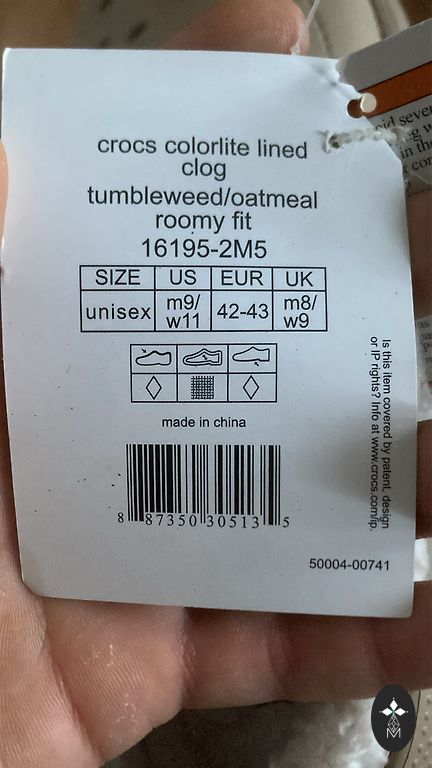 crocs colorlite lined
clog
tumbleweed/oatmeal
roomy fit
16195-2M5
SIZE US EUR UK
unisex m9/ w11 42-43 m8/ w9
made in china
8 87350 30513 5
50004-00741
Is this item covered by patent, design
or IP rights? Info at www.crocs.com/ip.
in the
M